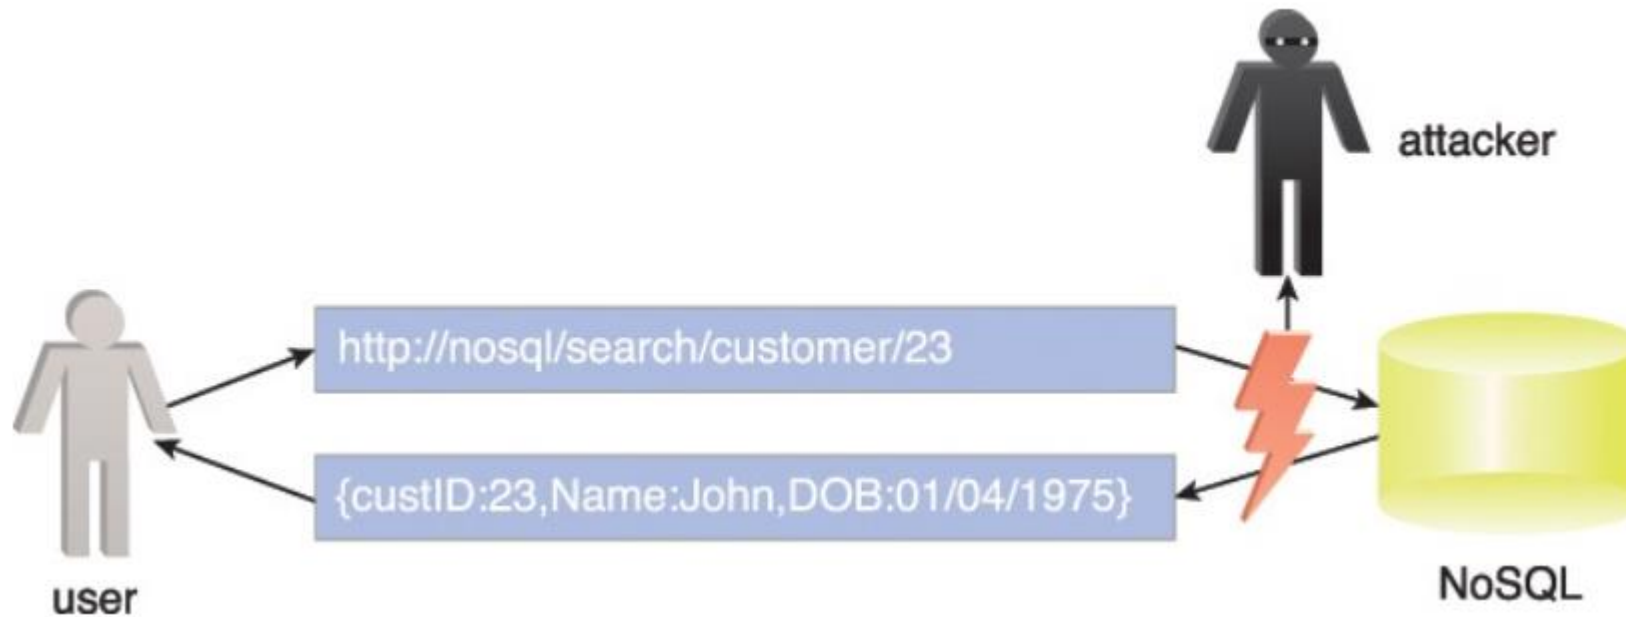 attacker
http://nosql/search/customer/23
{custID:23,Name:John,DOB:01/04/1975}
user
NoSQL